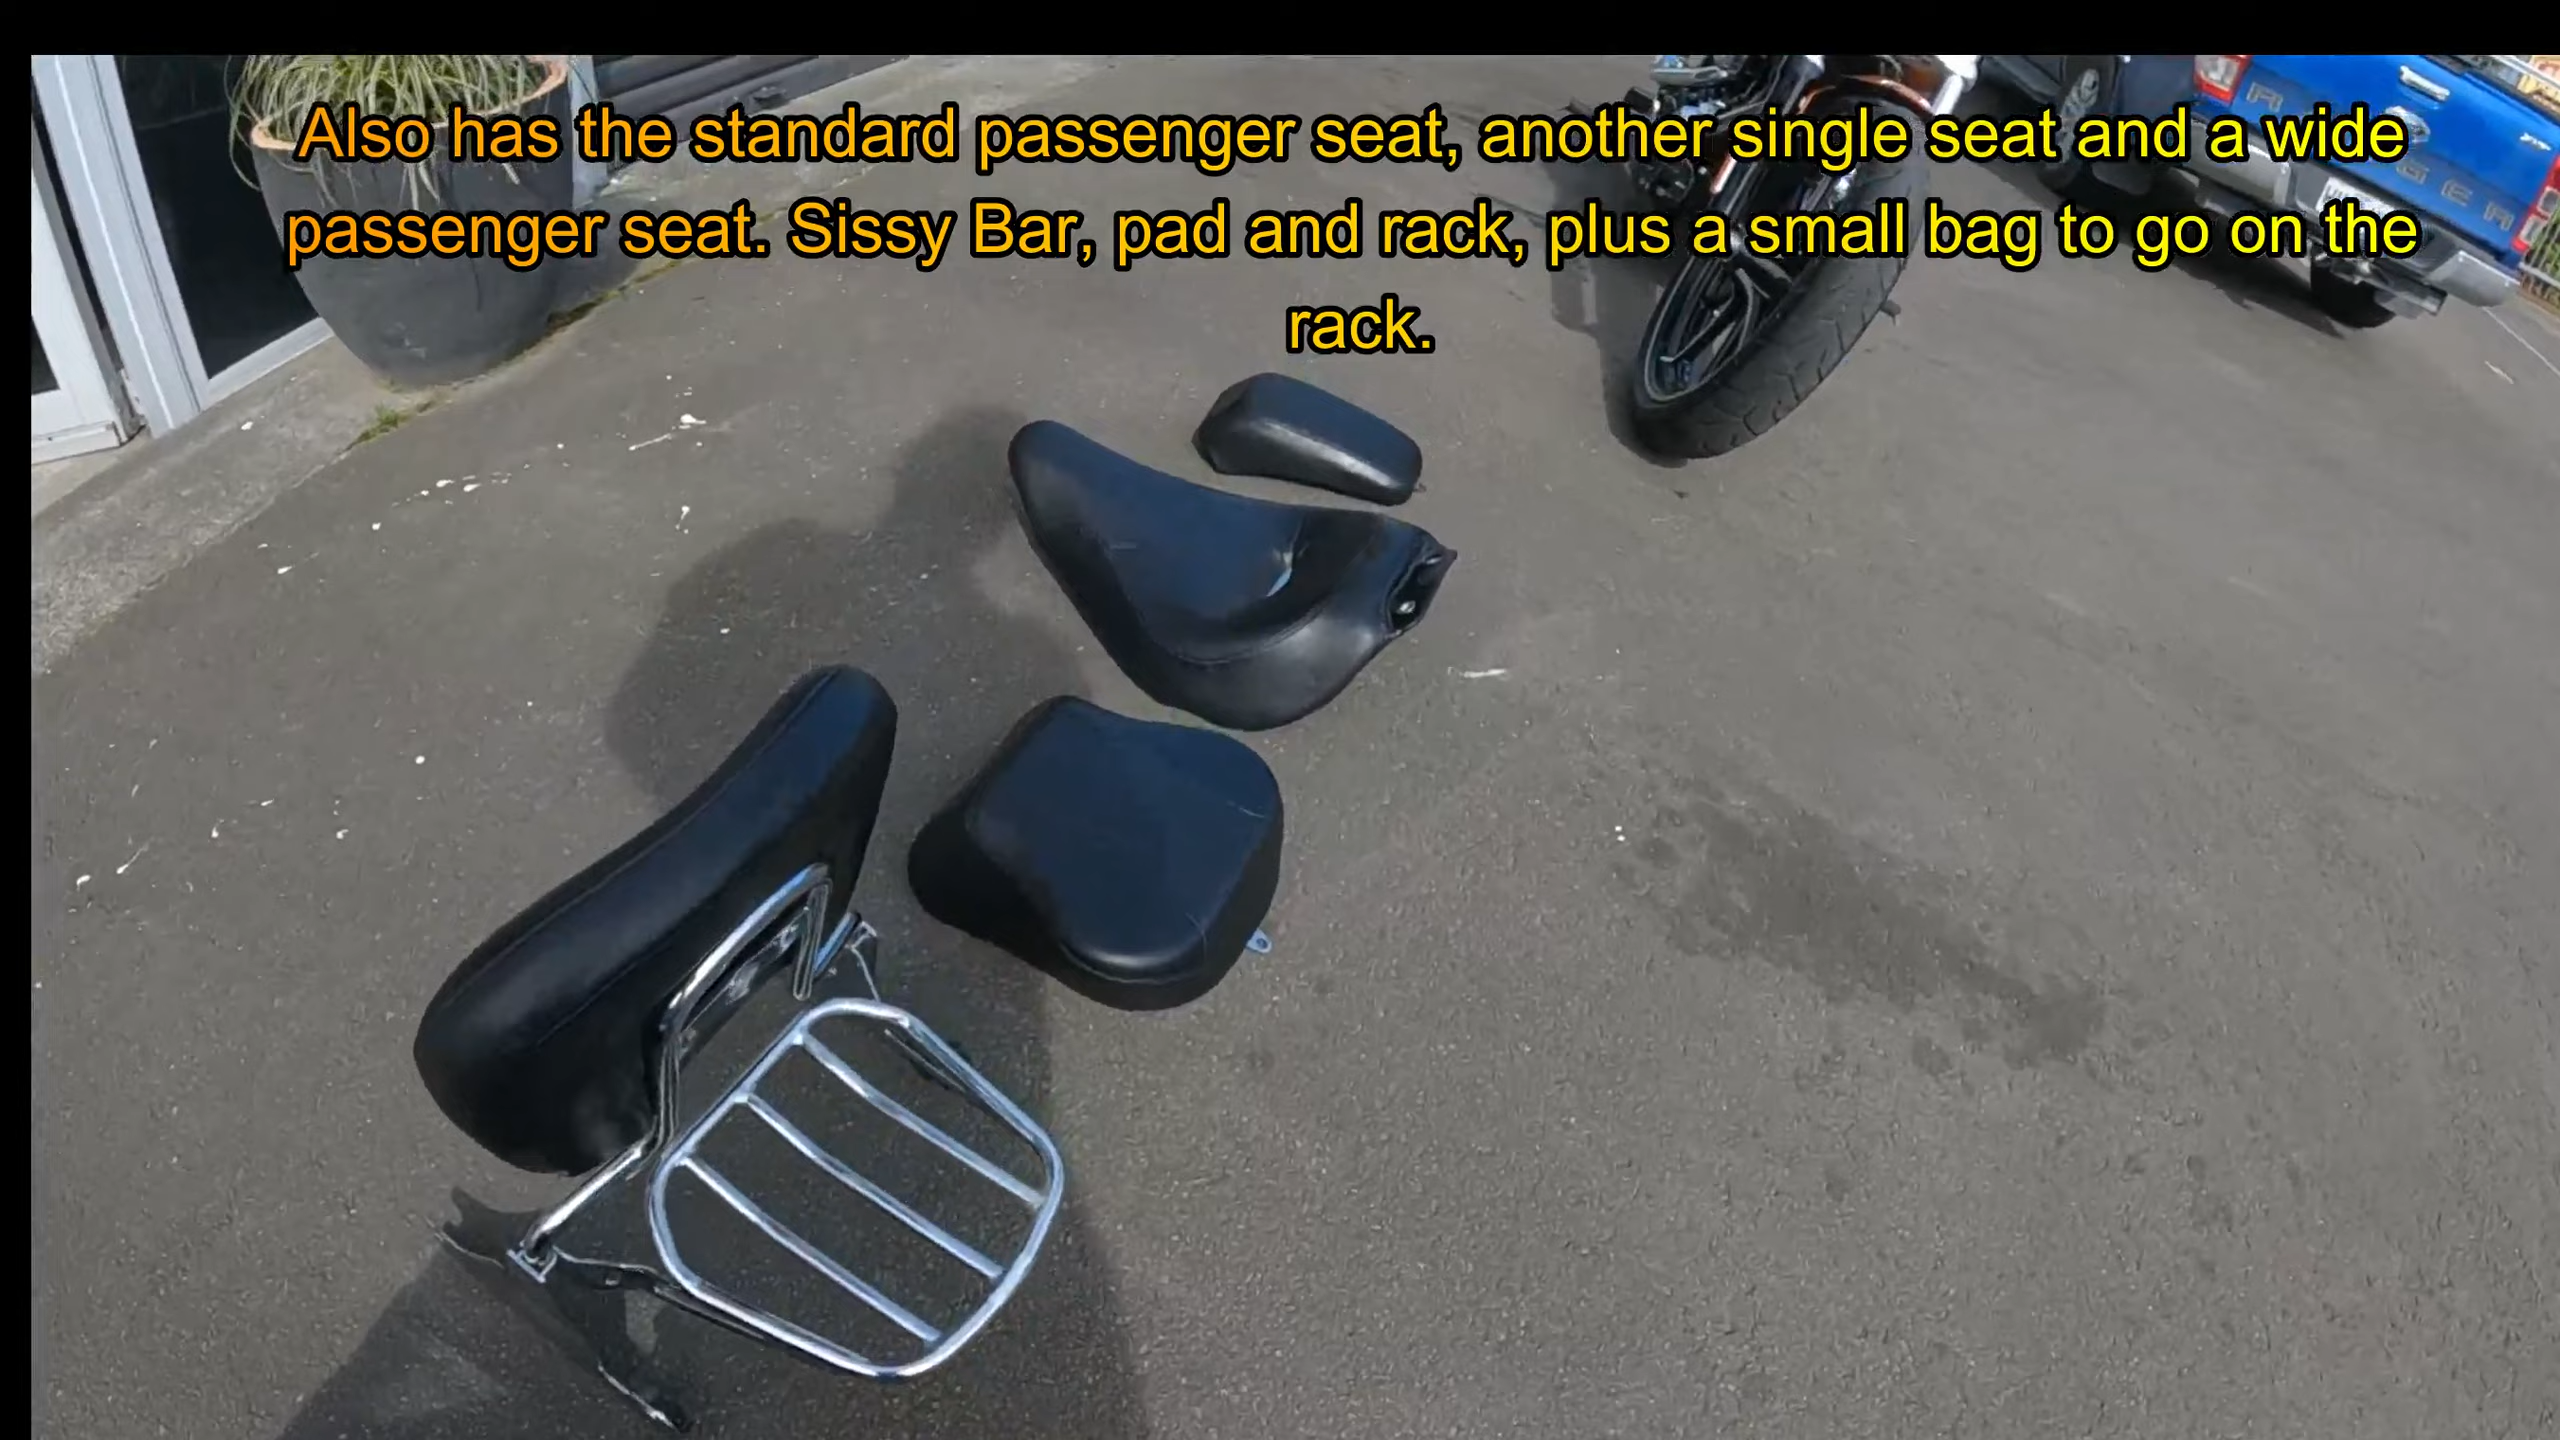 Also has the standard passenger seat, another single seat and a wide
passenger seat. Sissy Bar, pad and rack, plus a small bag to go on the
rack.